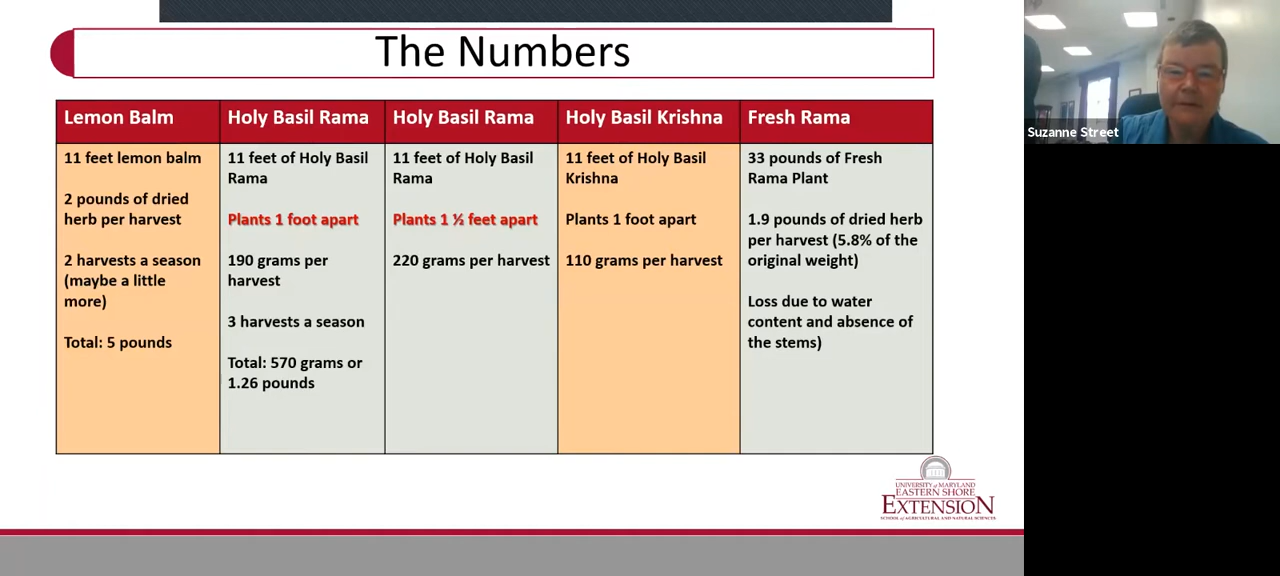 The Numbers
Lemon Balm
11 feet lemon balm
2 pounds of dried
herb per harvest
2 harvests a season
(maybe a little
more)
Total: 5 pounds
Holy Basil Rama
11 feet of Holy Basil
Rama
Plants 1 foot apart
190 grams per
harvest
3 harvests a season
Total: 570 grams or
1.26 pounds
Holy Basil Rama
11 feet of Holy Basil
Rama
Plants 1 ½ feet apart
220 grams per harvest
Holy Basil Krishna
11 feet of Holy Basil
Krishna
Plants 1 foot apart
110 grams per harvest
Fresh Rama
33 pounds of Fresh
Rama Plant
1.9 pounds of dried herb
per harvest (5.8% of the
original weight)
Loss due to water
content and absence of
the stems)
Suzanne Street
UNIVERSITY of MARYLAND
EASTERN SHORE
EXTENSION
SCHOOL of AGRICULTURAL AND NATURAL SCIENCES